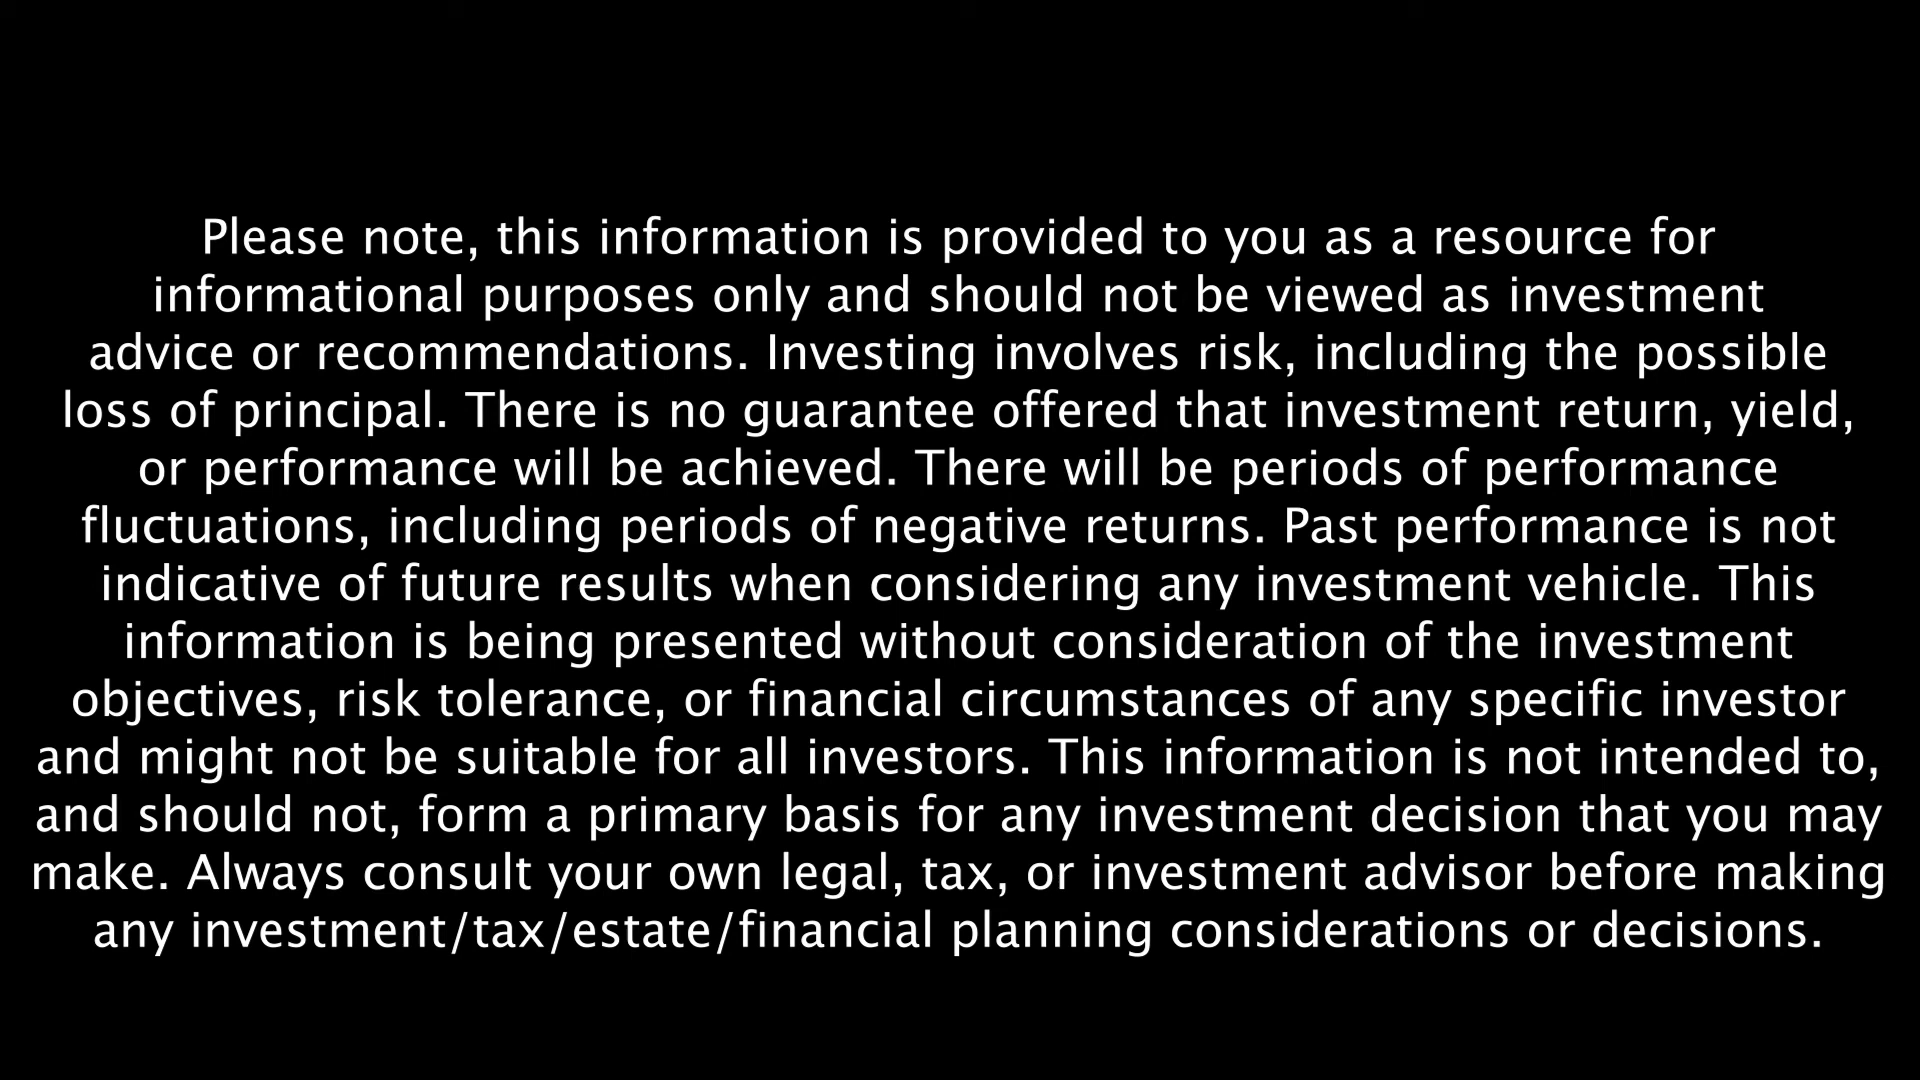 Please note, this information is provided to you as a resource for
informational purposes only and should not be viewed as investment
advice or recommendations. Investing involves risk, including the possible
loss of principal. There is no guarantee offered that investment return, yield,
or performance will be achieved. There will be periods of performance
fluctuations, including periods of negative returns. Past performance is not
indicative of future results when considering any investment vehicle. This
information is being presented without consideration of the investment
objectives, risk tolerance, or financial circumstances of any specific investor
and might not be suitable for all investors. This information is not intended to,
and should not, form a primary basis for any investment decision that you may
make. Always consult your own legal, tax, or investment advisor before making
any investment/tax/estate/financial planning considerations or decisions.